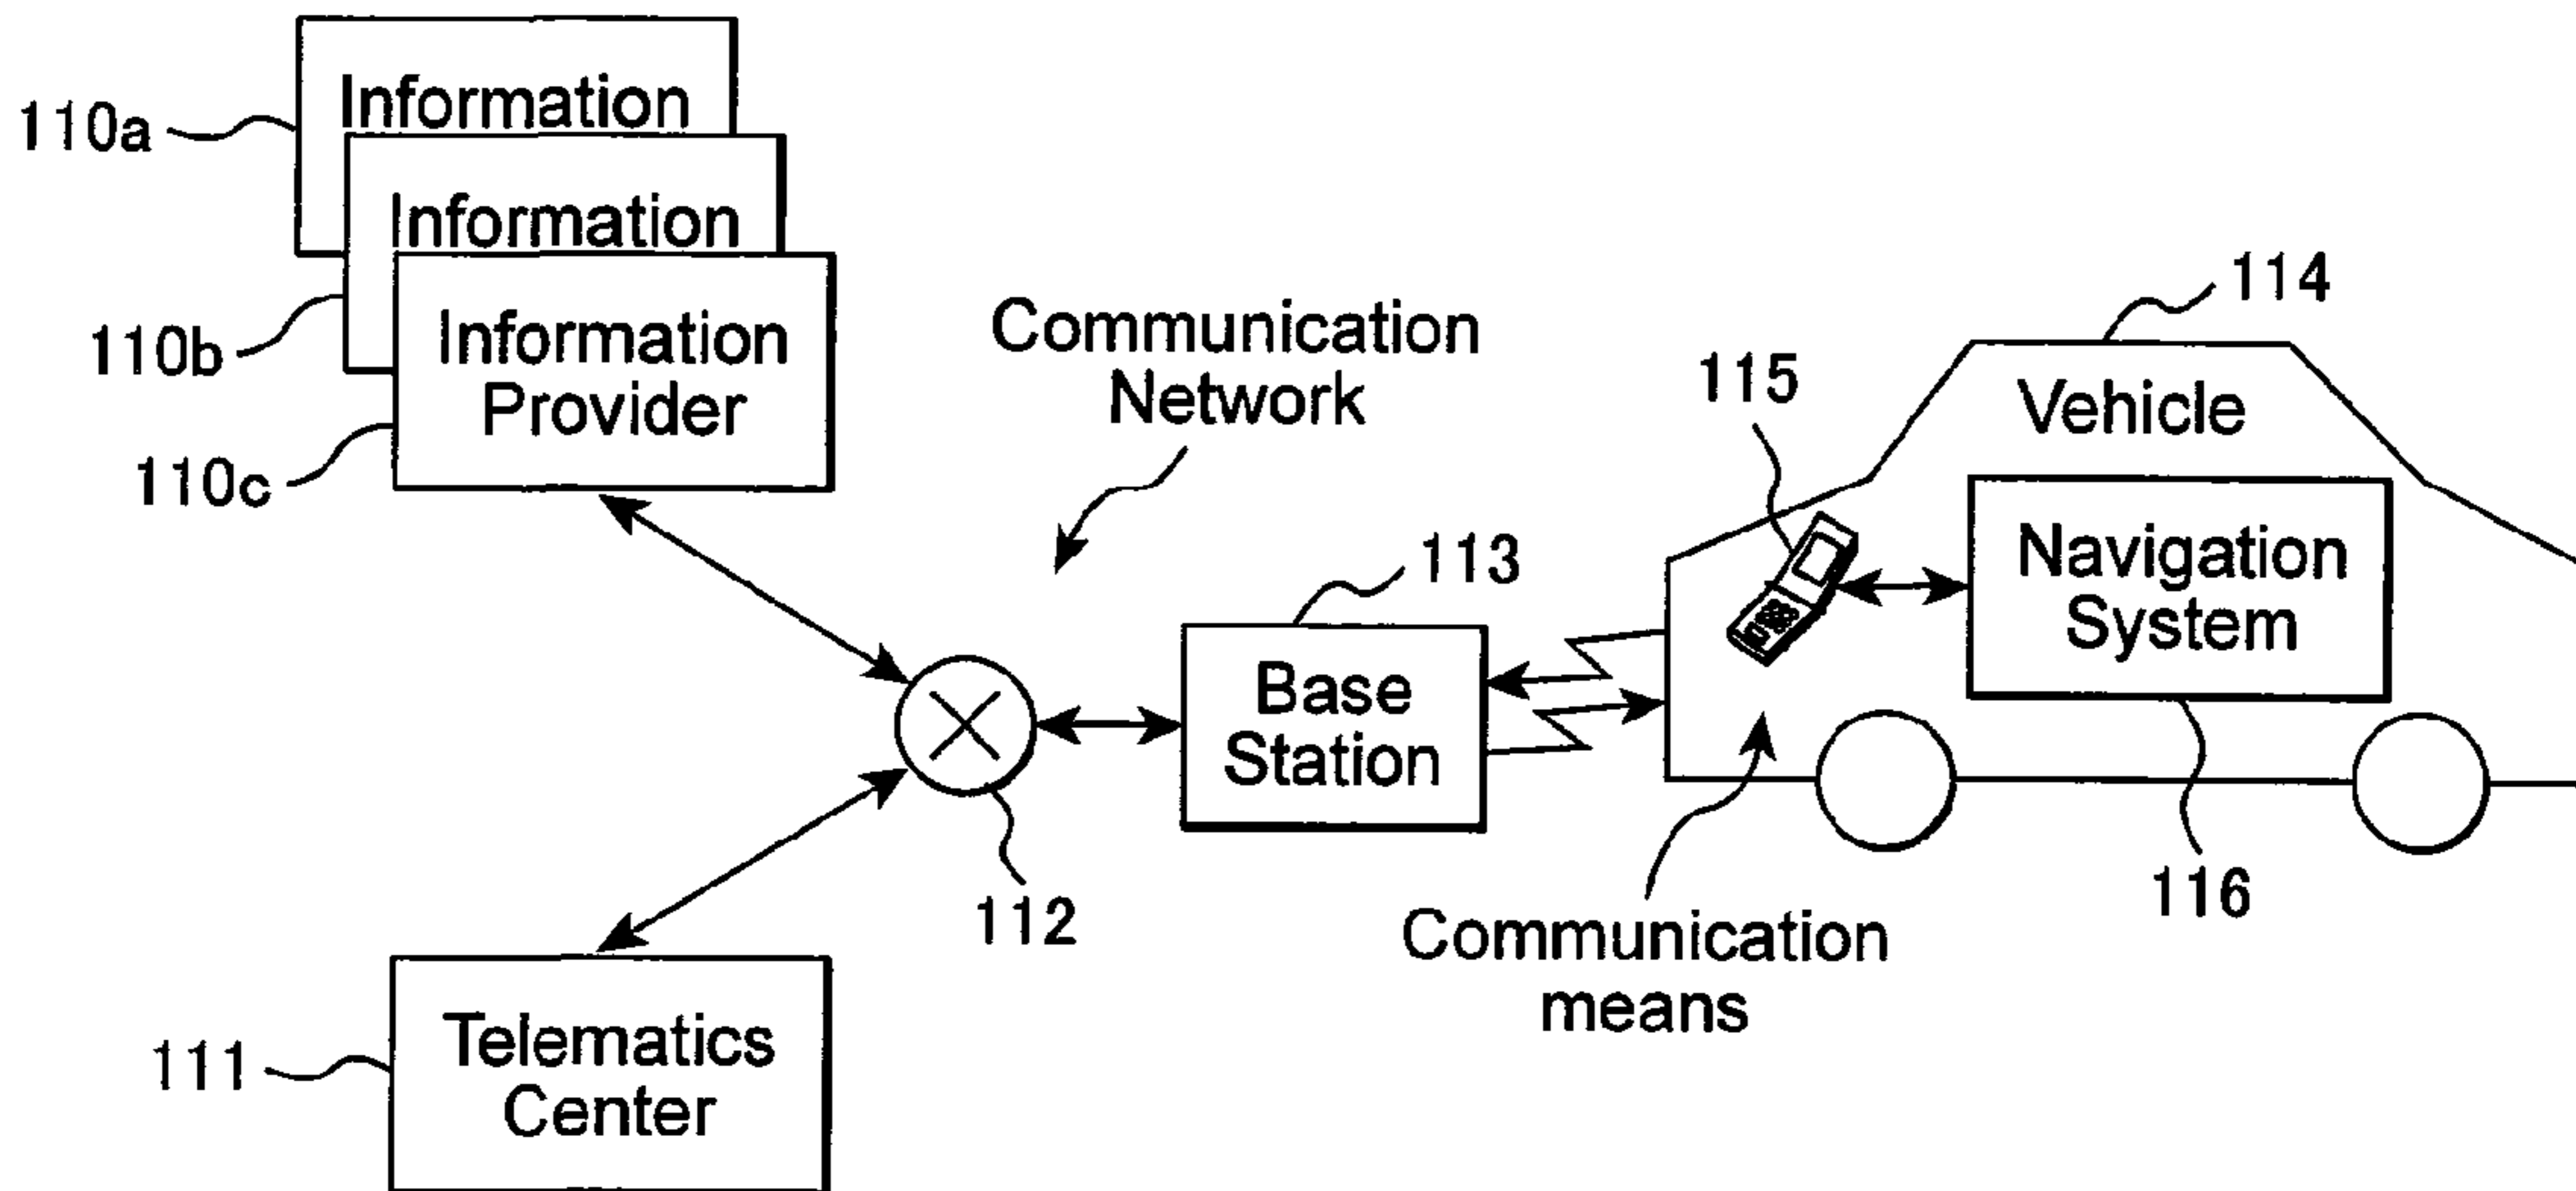 110a
Information
110b
Information
110c
Information
Provider
Communication
Network
113
Base
Station
112
111
Telematics
Center
114
Vehicle
115
Navigation
System
116
Communication
means